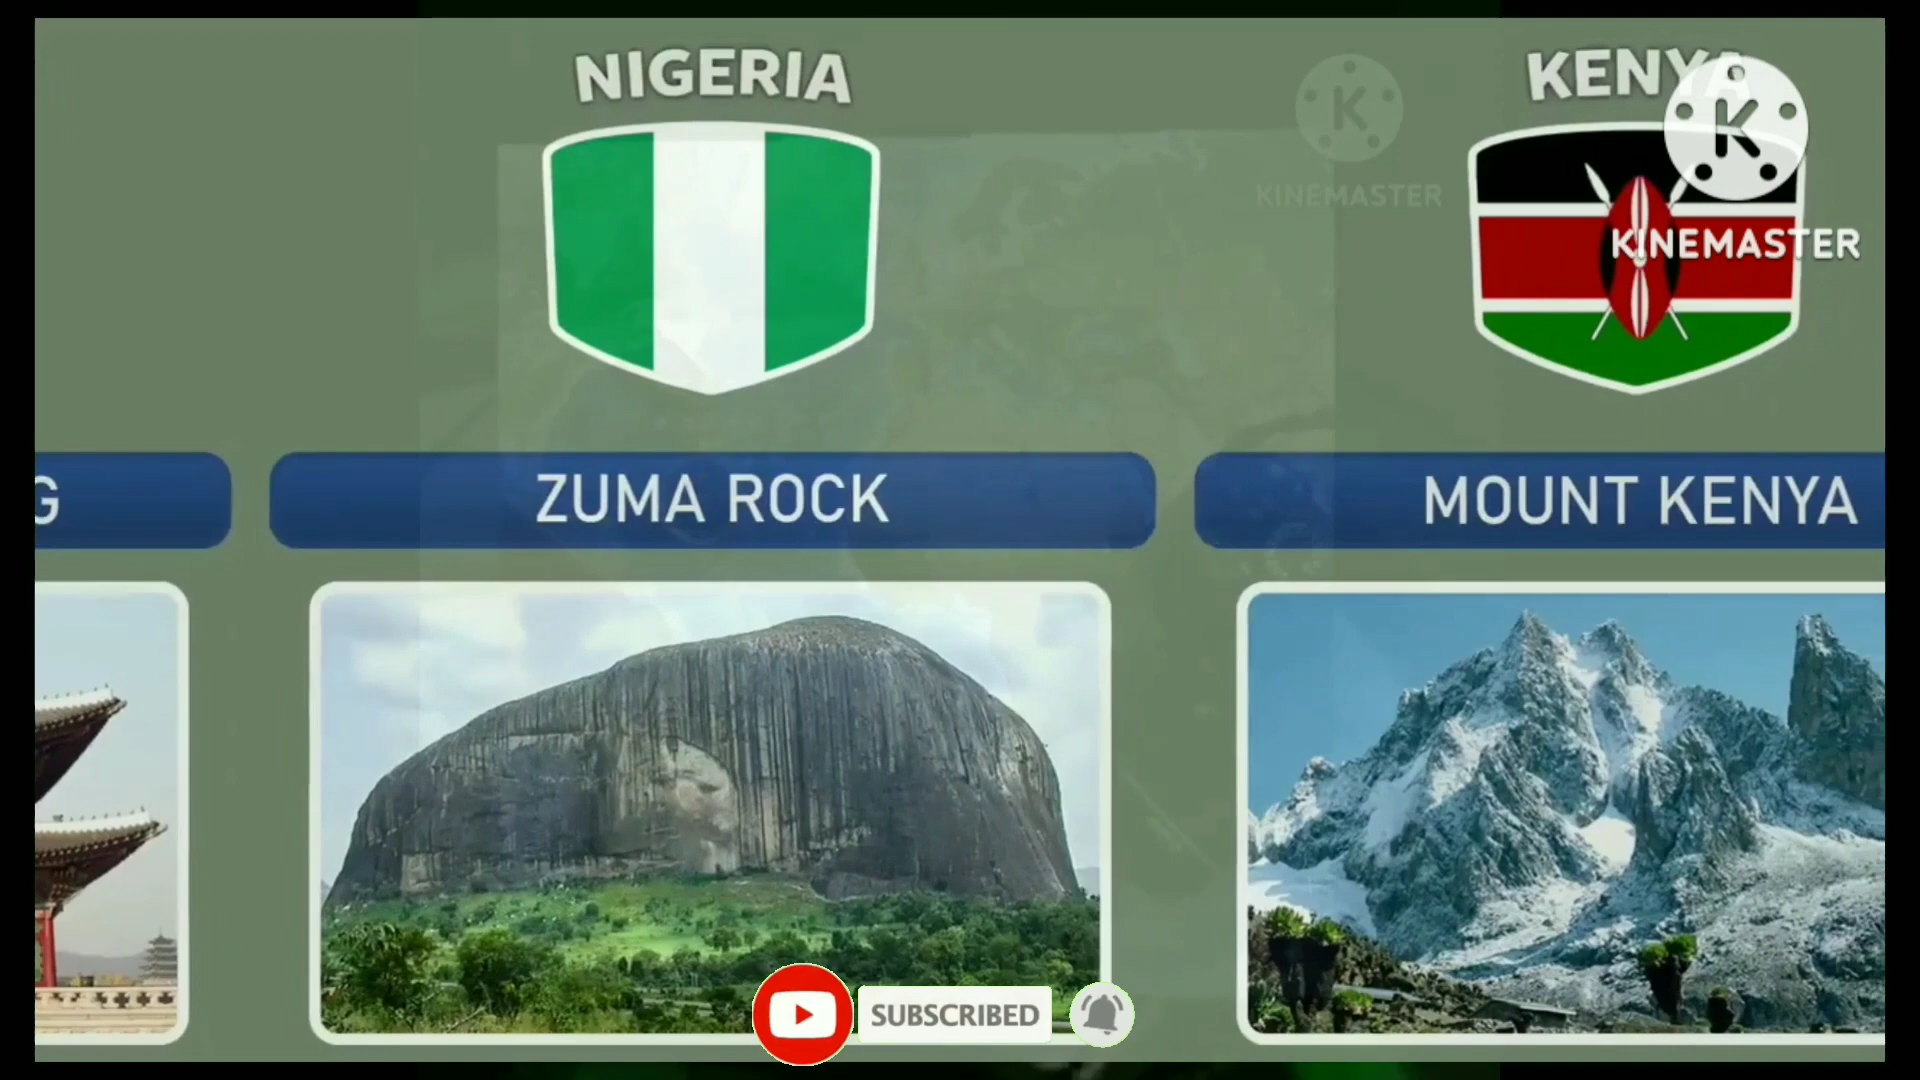 NIGERIA
KENYA
K
KINEMASTER
K
KINEMASTER
G
ZUMA ROCK
MOUNT KENYA
SUBSCRIBED